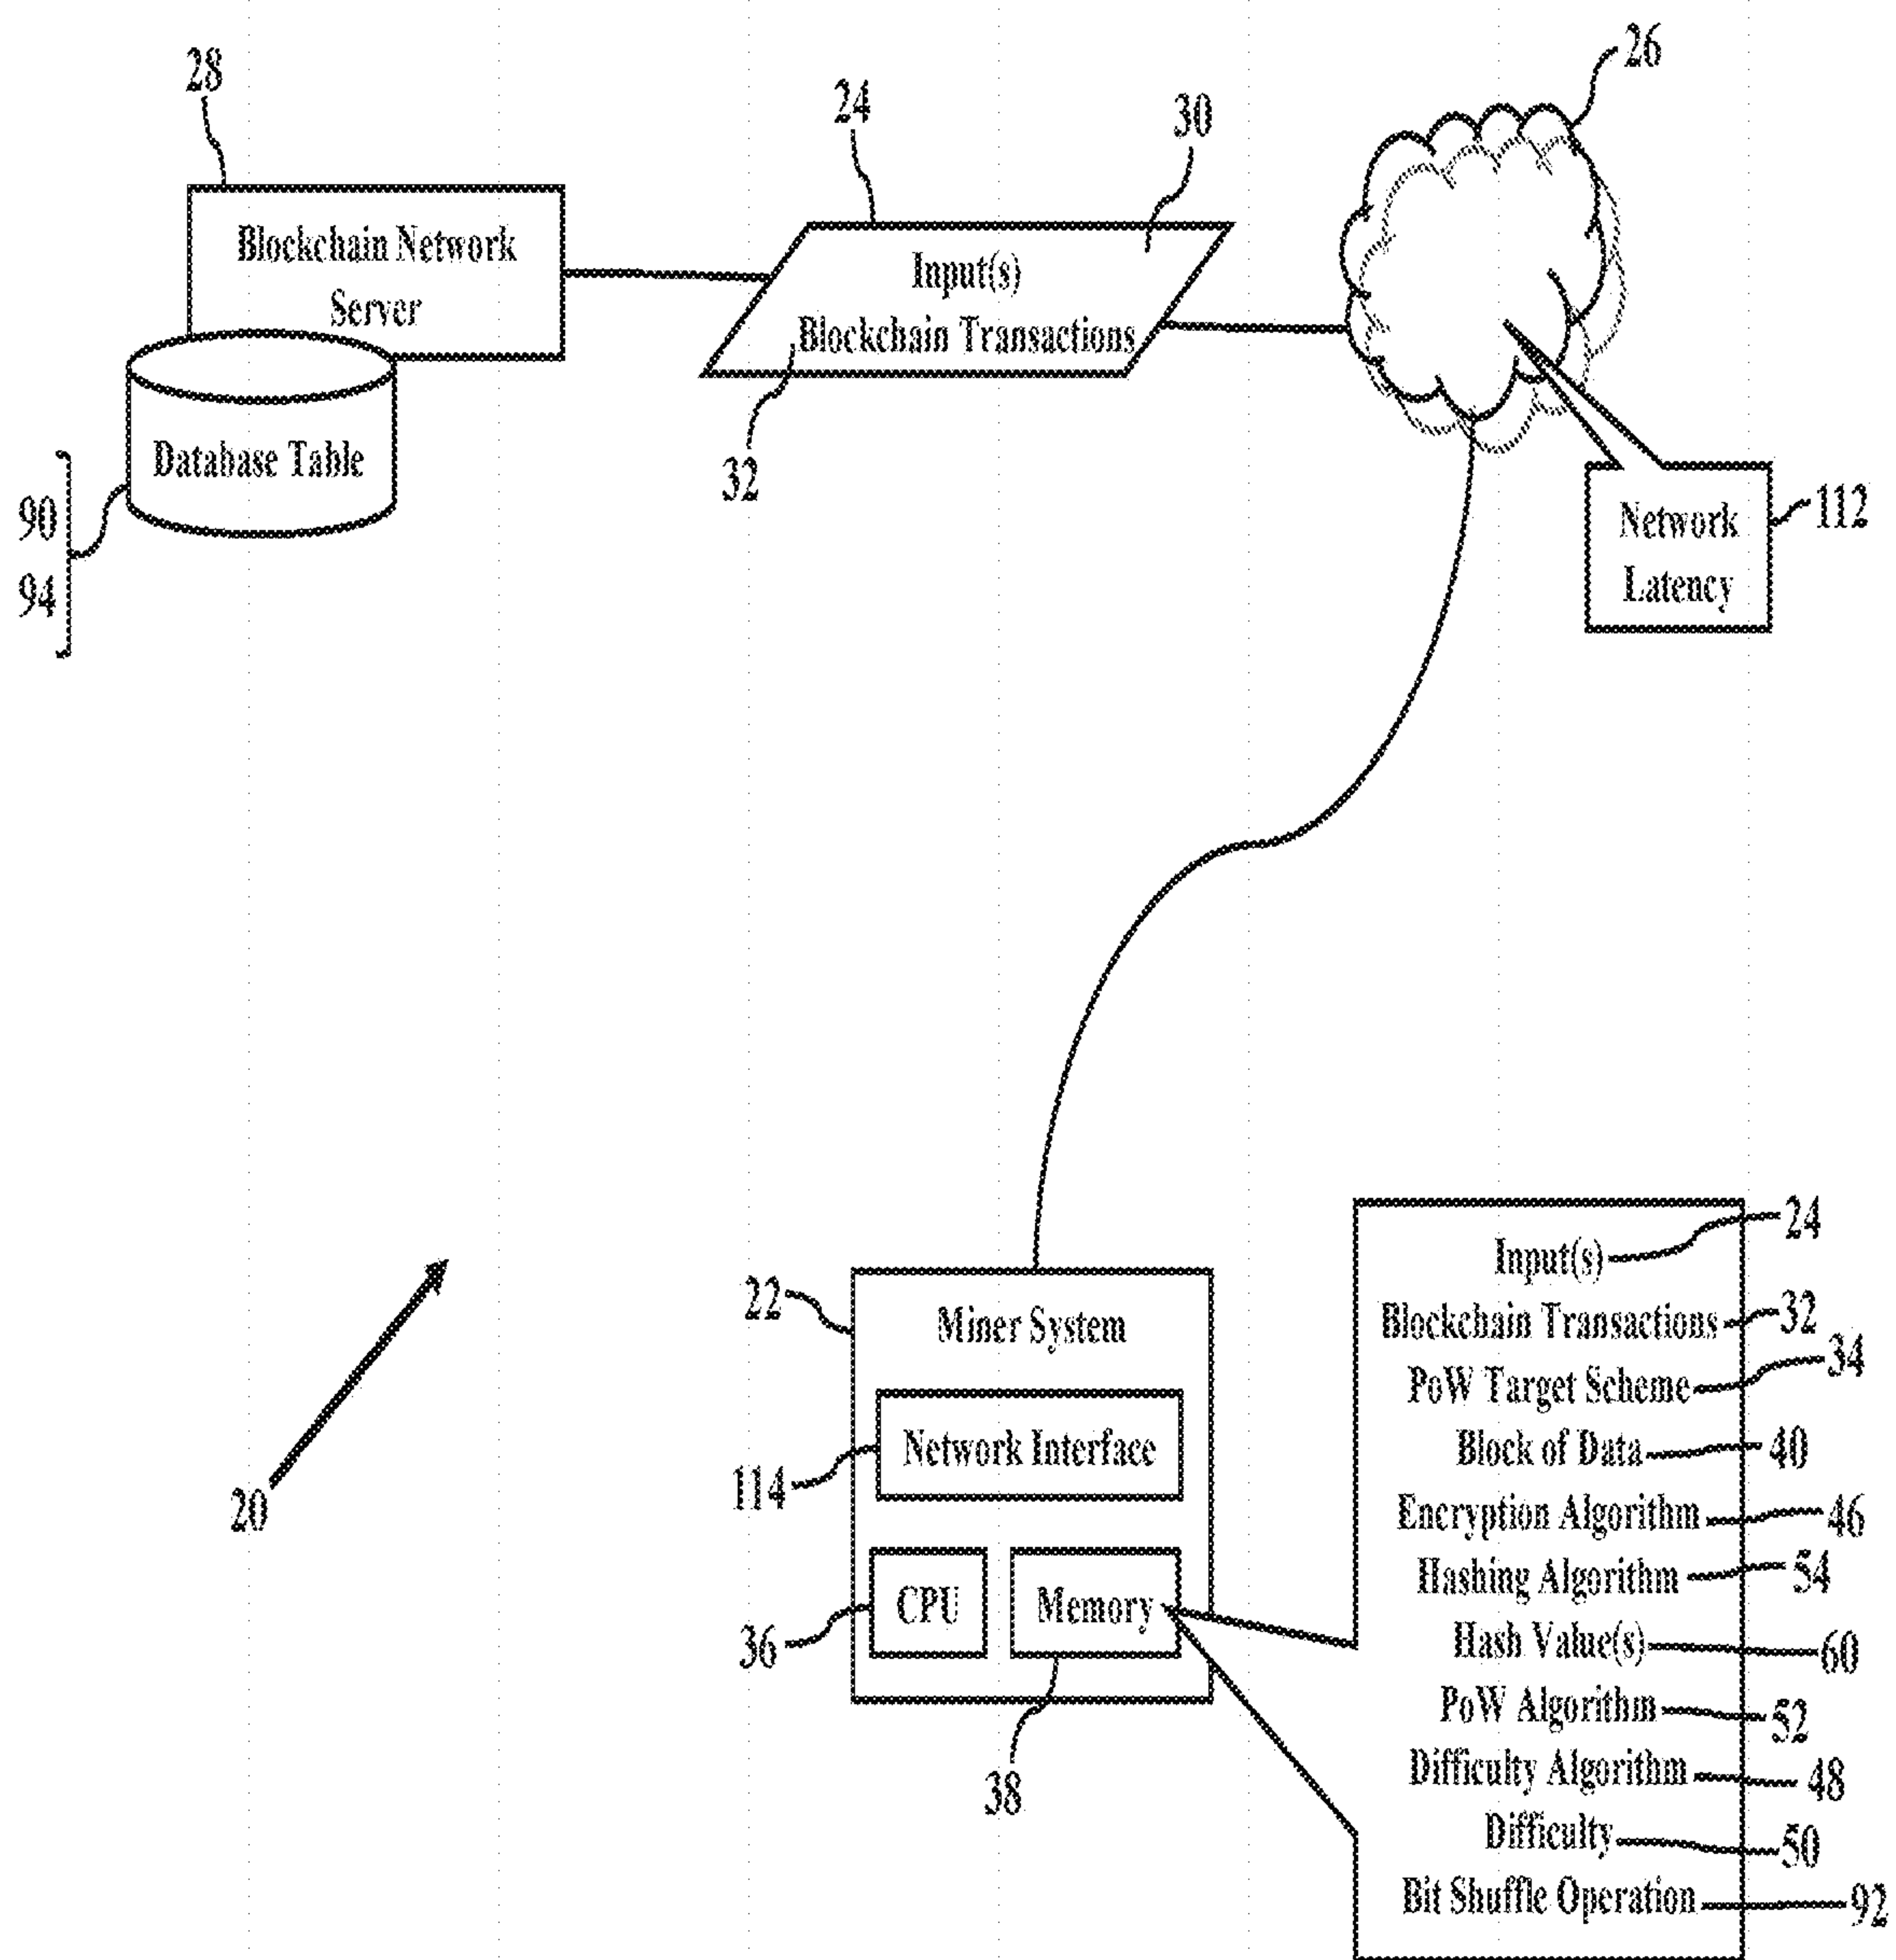 28
24
30
26
Blockchain Network
Server
Input(s)
Blockchain Transactions
32
Database Table
90
94
Network
Latency
112
20
22
Miner System
Network Interface
114
CPU
Memory
36
38
Input(s) 24
Blockchain Transactions 32
PoW Target Scheme 34
Block of Data 40
Encryption Algorithm 46
Hashing Algorithm 54
Hash Value(s) 60
PoW Algorithm 52
Difficulty Algorithm 48
Difficulty 50
Bit Shuffle Operation 92